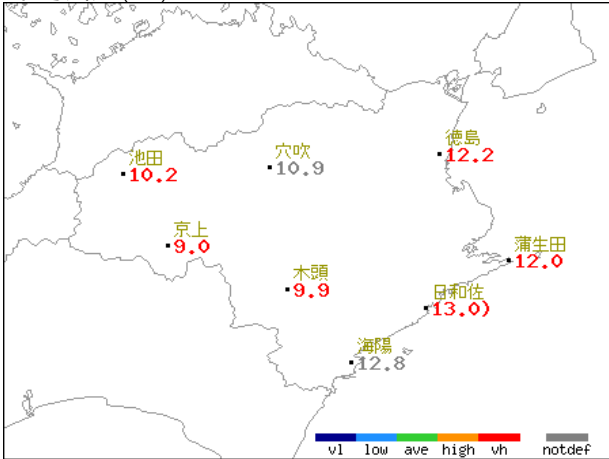 徳島
12.2
穴吹
10.9
池田
10.2
京上
9.0
蒲生田
12.0
木頭
9.9
日和佐
13.0)
海陽
12.8
vl low ave high vh notdef